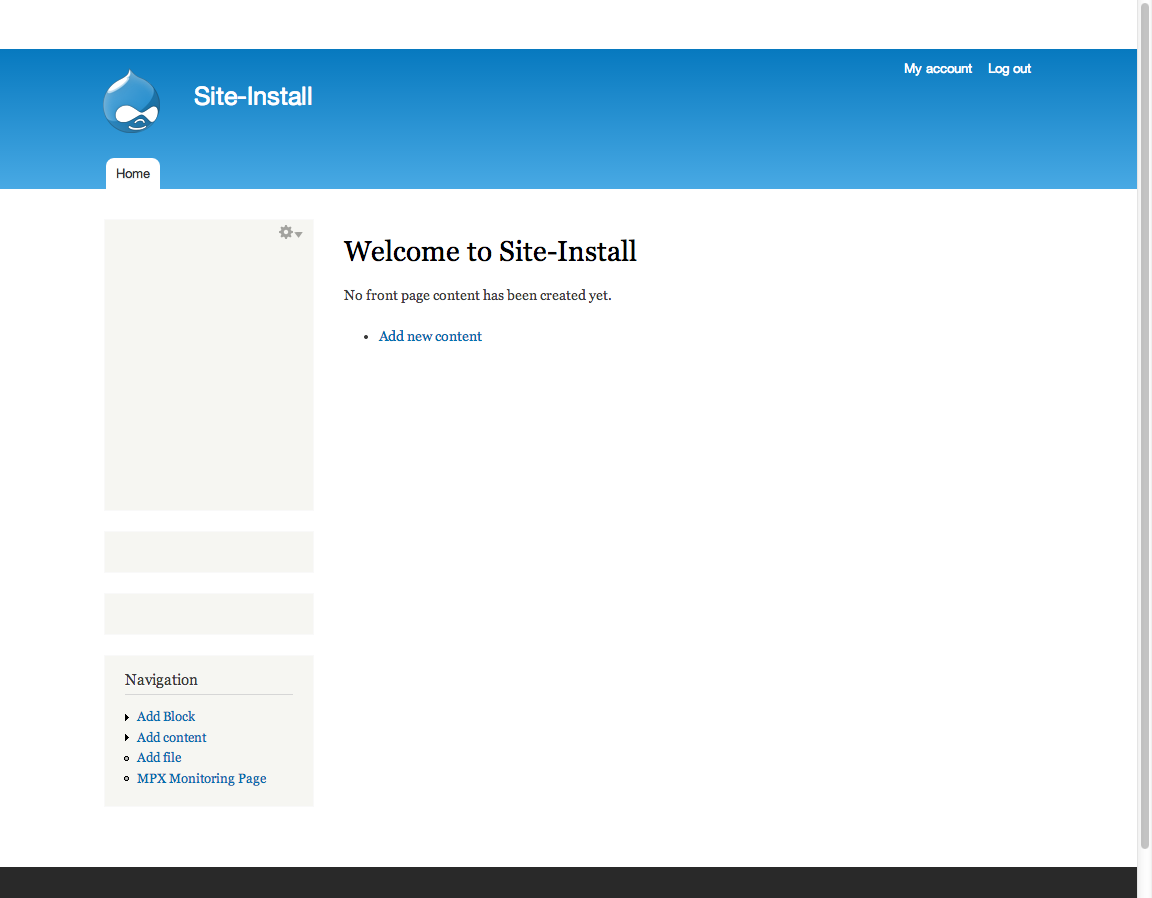 My account Log out
Site-Install
Home
Welcome to Site-Install
No front page content has been created yet.
Add new content
Navigation
Add Block
Add content
Add file
MPX Monitoring Page